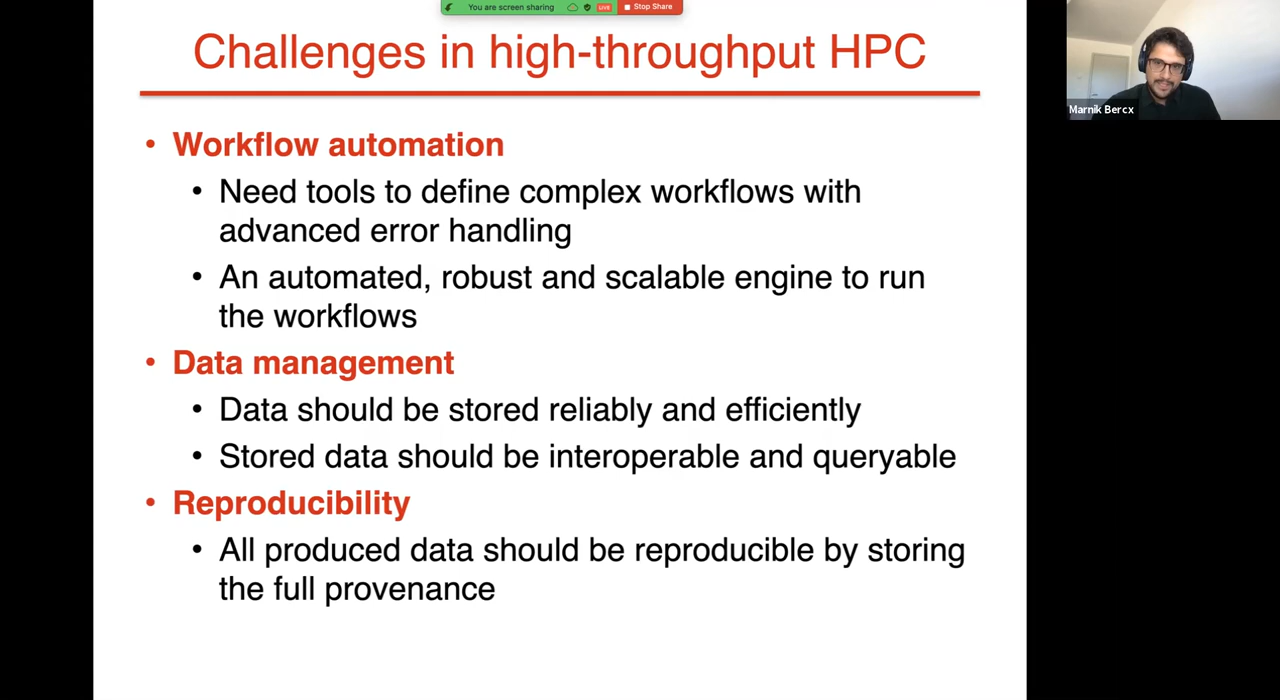 You are screen sharing
LIVE
Stop Share
Challenges in high-throughput HPC
Marnik Bercx
• Workflow automation
• Need tools to define complex workflows with
advanced error handling
• An automated, robust and scalable engine to run
the workflows
• Data management
• Data should be stored reliably and efficiently
• Stored data should be interoperable and queryable
• Reproducibility
• All produced data should be reproducible by storing
the full provenance